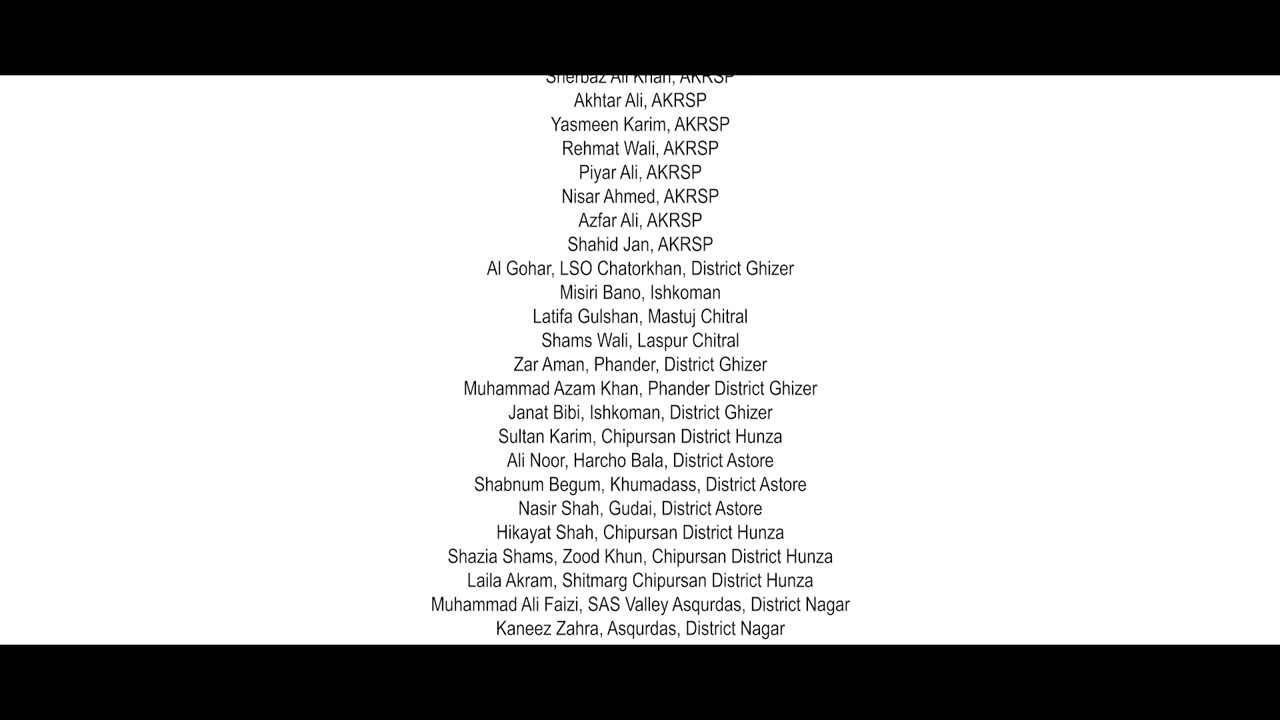 Sherbaz Ali Khan, AKRSP
Akhtar Ali, AKRSP
Yasmeen Karim, AKRSP
Rehmat Wali, AKRSP
Piyar Ali, AKRSP
Nisar Ahmed, AKRSP
Azfar Ali, AKRSP
Shahid Jan, AKRSP
Al Gohar, LSO Chatorkhan, District Ghizer
Misiri Bano, Ishkoman
Latifa Gulshan, Mastuj Chitral
Shams Wali, Laspur Chitral
Zar Aman, Phander, District Ghizer
Muhammad Azam Khan, Phander District Ghizer
Janat Bibi, Ishkoman, District Ghizer
Sultan Karim, Chipursan District Hunza
Ali Noor, Harcho Bala, District Astore
Shabnum Begum, Khumadass, District Astore
Nasir Shah, Gudai, District Astore
Hikayat Shah, Chipursan District Hunza
Shazia Shams, Zood Khun, Chipursan District Hunza
Laila Akram, Shitmarg Chipursan District Hunza
Muhammad Ali Faizi, SAS Valley Asqurdas, District Nagar
Kaneez Zahra, Asqurdas, District Nagar